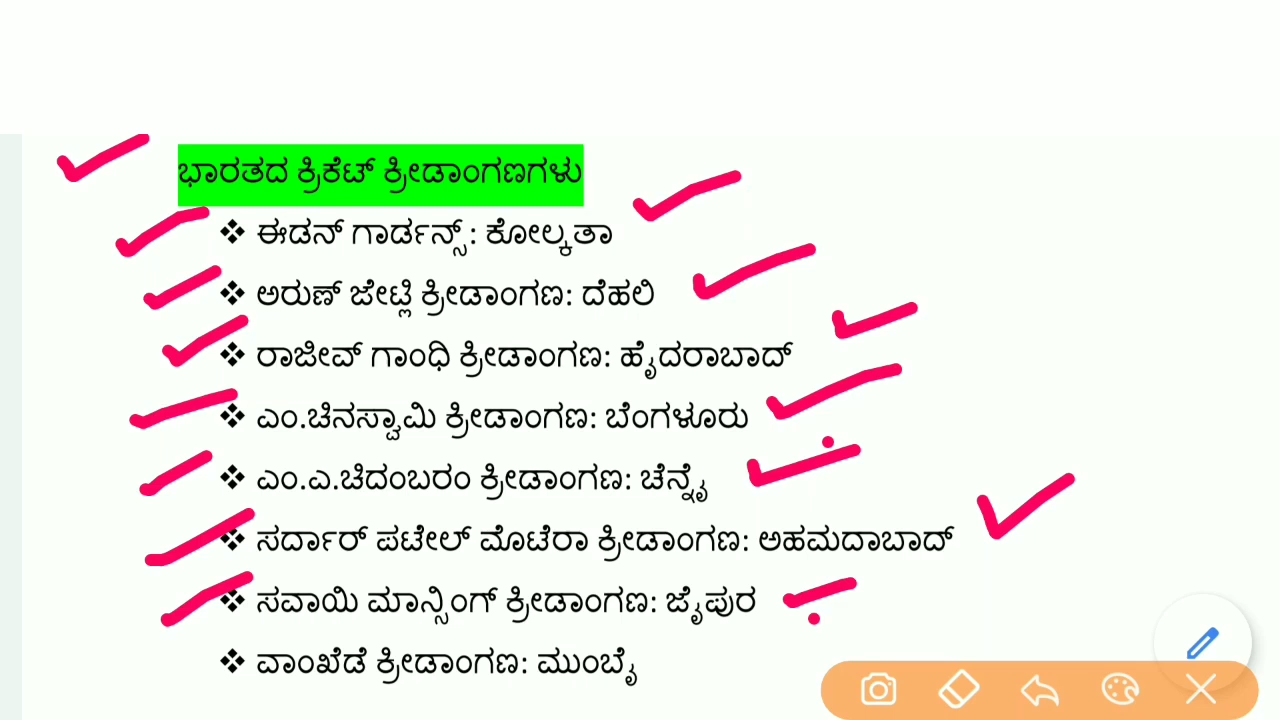 ಭಾರತದ ಕ್ರಿಕೆಟ್ ಕ್ರೀಡಾಂಗಣಗಳು
❖ ಈಡನ್ ಗಾರ್ಡನ್ಸ್: ಕೋಲ್ಕತಾ
❖ ಅರುಣ್ ಜೇಟ್ಲಿ ಕ್ರೀಡಾಂಗಣ: ದೆಹಲಿ
❖ ರಾಜೀವ್ ಗಾಂಧಿ ಕ್ರೀಡಾಂಗಣ: ಹೈದರಾಬಾದ್
❖ ಎಂ.ಚಿನಸ್ವಾಮಿ ಕ್ರೀಡಾಂಗಣ: ಬೆಂಗಳೂರು
❖ ಎಂ.ಎ.ಚಿದಂಬರಂ ಕ್ರೀಡಾಂಗಣ: ಚೆನ್ನೈ
❖ ಸರ್ದಾರ್ ಪಟೇಲ್ ಮೊಟೆರಾ ಕ್ರೀಡಾಂಗಣ: ಅಹಮದಾಬಾದ್
❖ ಸವಾಯಿ ಮಾನ್ಸಿಂಗ್ ಕ್ರೀಡಾಂಗಣ: ಜೈಪುರ
❖ ವಾಂಖೆಡೆ ಕ್ರೀಡಾಂಗಣ: ಮುಂಬೈ